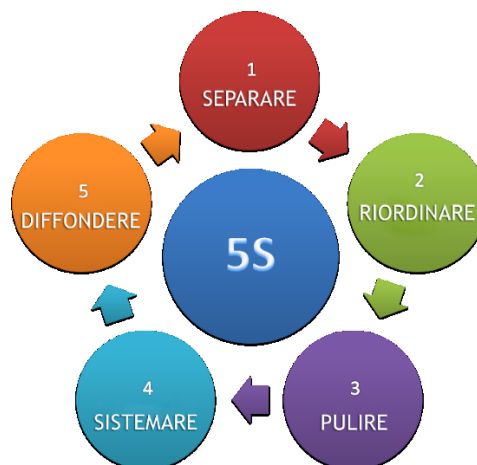 1
SEPARARE
2
RIORDINARE
3
PULIRE
4
SISTEMARE
5
DIFFONDERE
5S